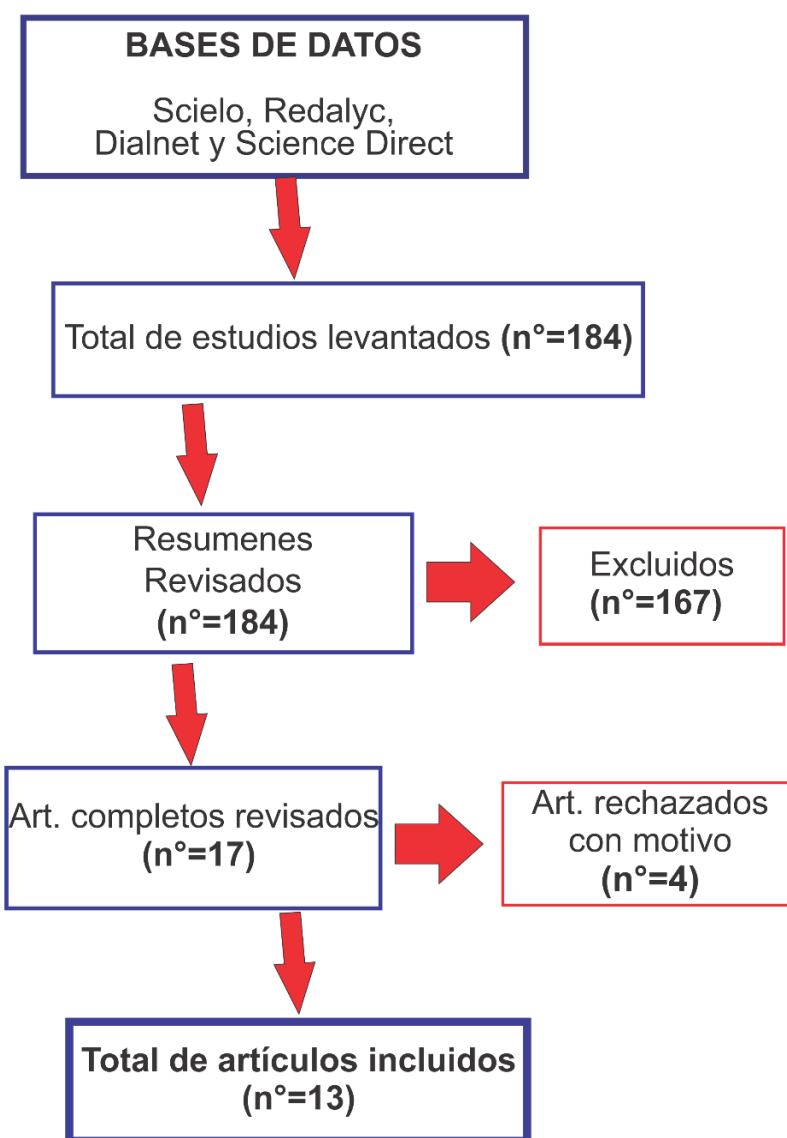 BASES DE DATOS
Scielo, Redalyc,
Dialnet y Science Direct
Total de estudios levantados (n°=184)
Resumenes
Revisados
(n°=184)
Excluidos
(n°=167)
Art. completos revisados
(n°=17)
Art. rechazados
con motivo
(n°=4)
Total de artículos incluidos
(n°=13)